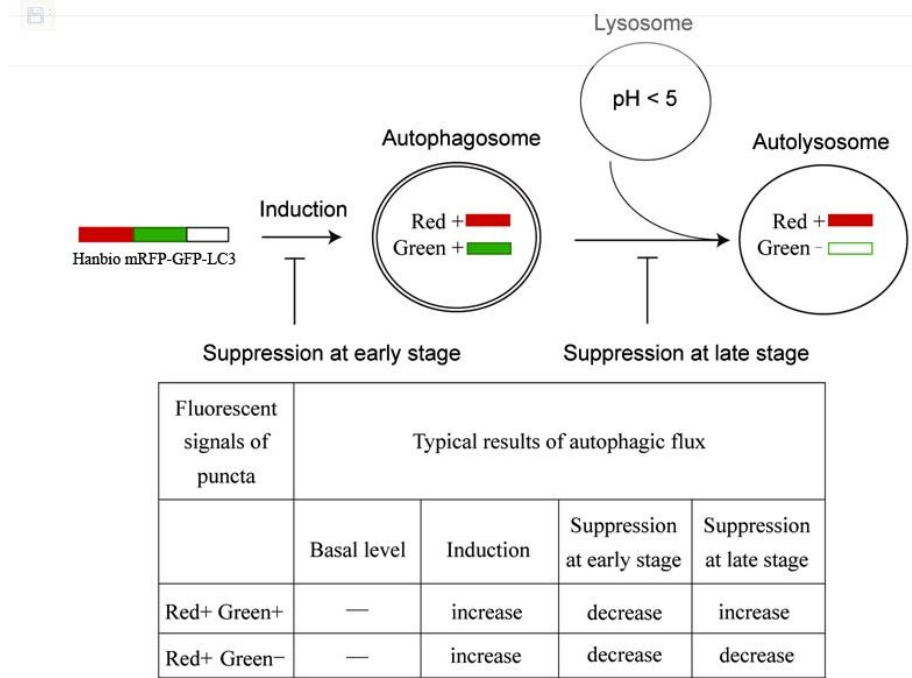 Lysosome
pH < 5
Autophagosome
Autolysosome
Induction
Red +
Green +
Red +
Green -
Hanbio mRFP-GFP-LC3
Suppression at early stage
Suppression at late stage
Fluorescent
signals of
puncta
Typical results of autophagic flux
Basal level
Induction
Suppression
at early stage
Suppression
at late stage
Red+ Green+
—
increase
decrease
increase
Red+ Green−
—
increase
decrease
decrease